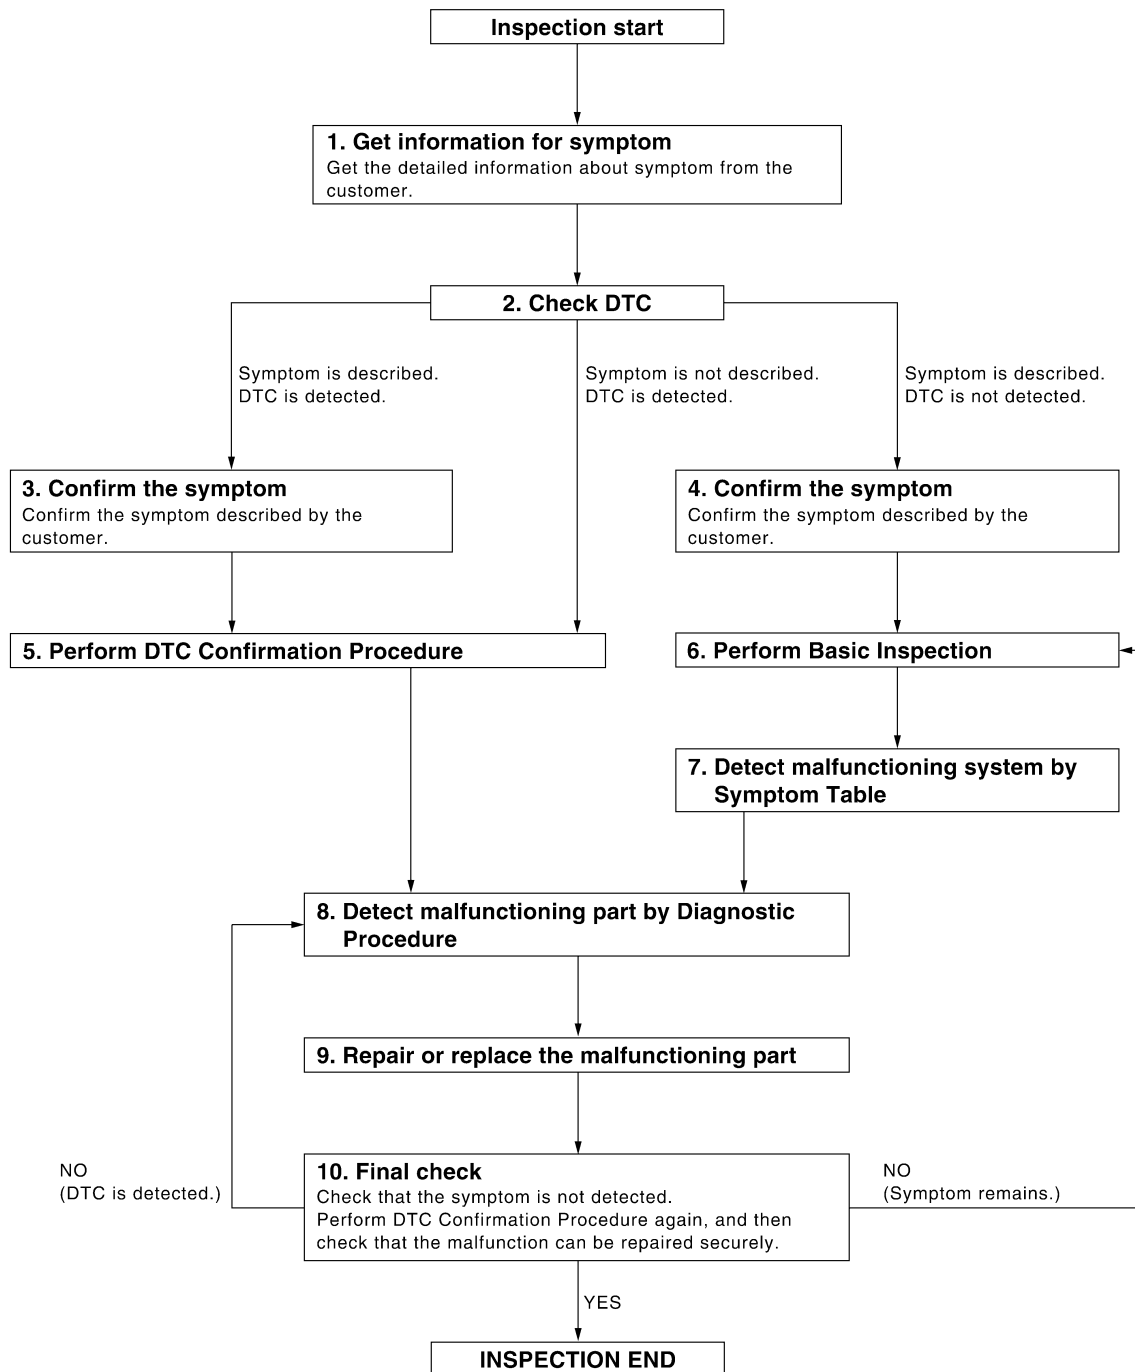 Inspection start
1. Get information for symptom
Get the detailed information about symptom from the
customer.
2. Check DTC
Symptom is described.
DTC is detected.
Symptom is not described.
DTC is detected.
Symptom is described.
DTC is not detected.
3. Confirm the symptom
Confirm the symptom described by the
customer.
4. Confirm the symptom
Confirm the symptom described by the
customer.
5. Perform DTC Confirmation Procedure
6. Perform Basic Inspection
7. Detect malfunctioning system by
Symptom Table
8. Detect malfunctioning part by Diagnostic
Procedure
9. Repair or replace the malfunctioning part
NO
(DTC is detected.)
10. Final check
Check that the symptom is not detected.
Perform DTC Confirmation Procedure again, and then
check that the malfunction can be repaired securely.
NO
(Symptom remains.)
YES
INSPECTION END